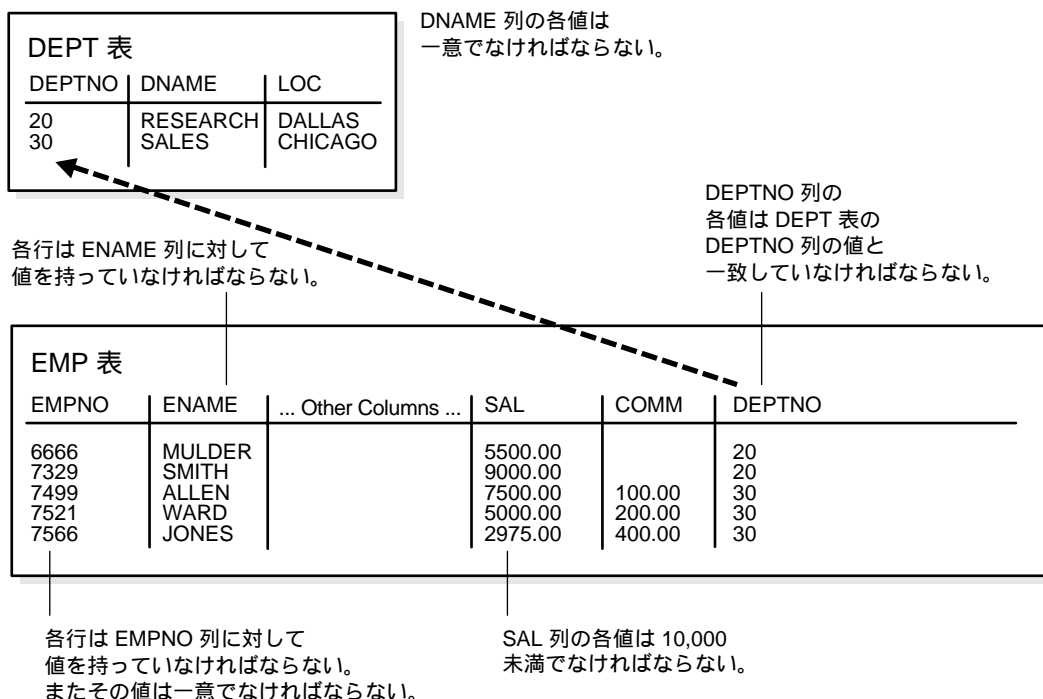 DNAME 列の各値は
一意でなければならない。
DEPT 表
DEPTNO DNAME LOC
20 RESEARCH DALLAS
30 SALES CHICAGO
DEPTNO 列の
各値は DEPT 表の
DEPTNO 列の値と
一致していなければならない。
各行は ENAME 列に対して
値を持っていなければならない。
EMP 表
EMPNO ENAME ... Other Columns ... SAL COMM DEPTNO
6666 MULDER 5500.00 20
7329 SMITH 9000.00 20
7499 ALLEN 7500.00 100.00 30
7521 WARD 5000.00 200.00 30
7566 JONES 2975.00 400.00 30
各行は EMPNO 列に対して
値を持っていなければならない。
またその値は一意でなければならない。
SAL 列の各値は 10,000
未満でなければならない。